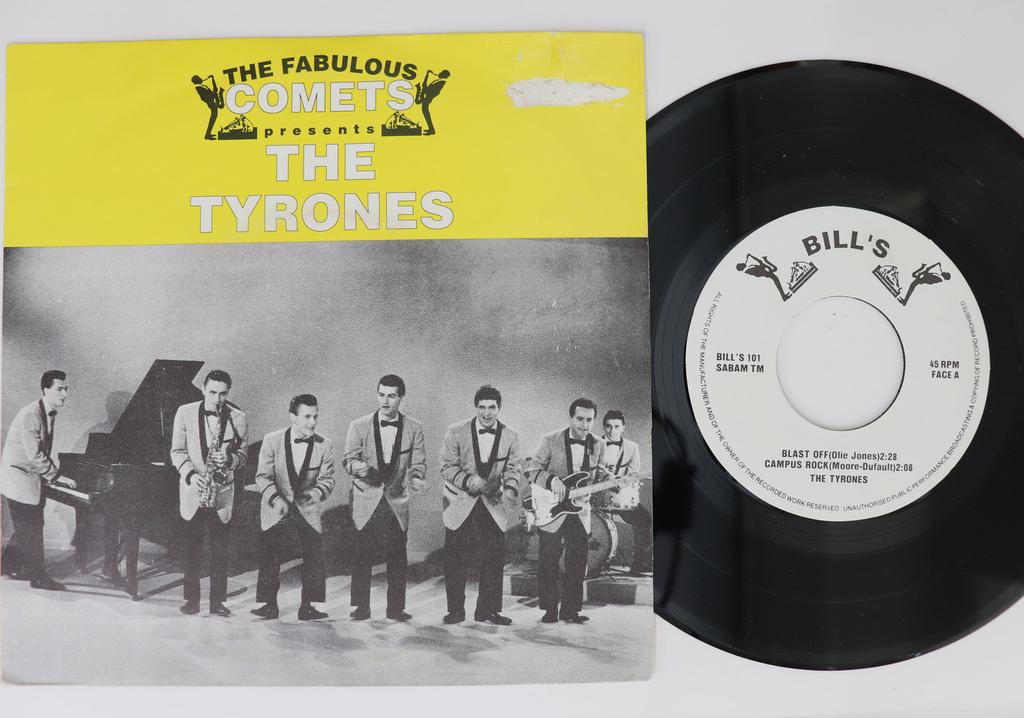 THE FABULOUS
COMETS
presents
THE
TYRONES
BILL'S
BILL'S 101
SABAM TM
45 RPM
FACE A
BLAST OFF(Olie Jones)2:28
CAMPUS ROCK(Moore-Dufault)2:08
THE TYRONES
ALL RIGHTS OF THE MANUFACTURER AND OF THE OWNER OF THE RECORDED WORK RESERVED UNAUTHORISED PUBLIC PERFORMANCE BROADCASTING & COPYING OF RECORD PROHIBITED